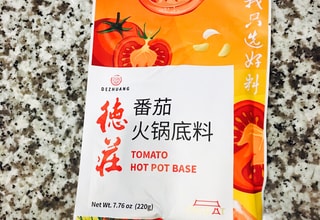 我只选好料
DEZHUANG
德庄
番茄
火锅底料
TOMATO
HOT POT BASE
Net Wt. 7.76 oz (220g)